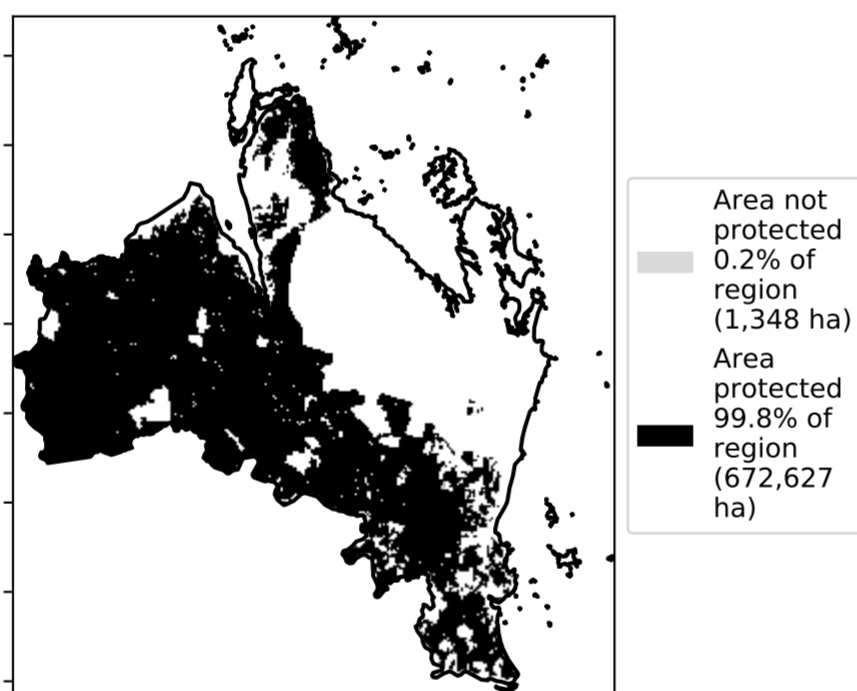 Area not
protected
0.2% of
region
(1,348 ha)
Area
protected
99.8% of
region
(672,627
ha)